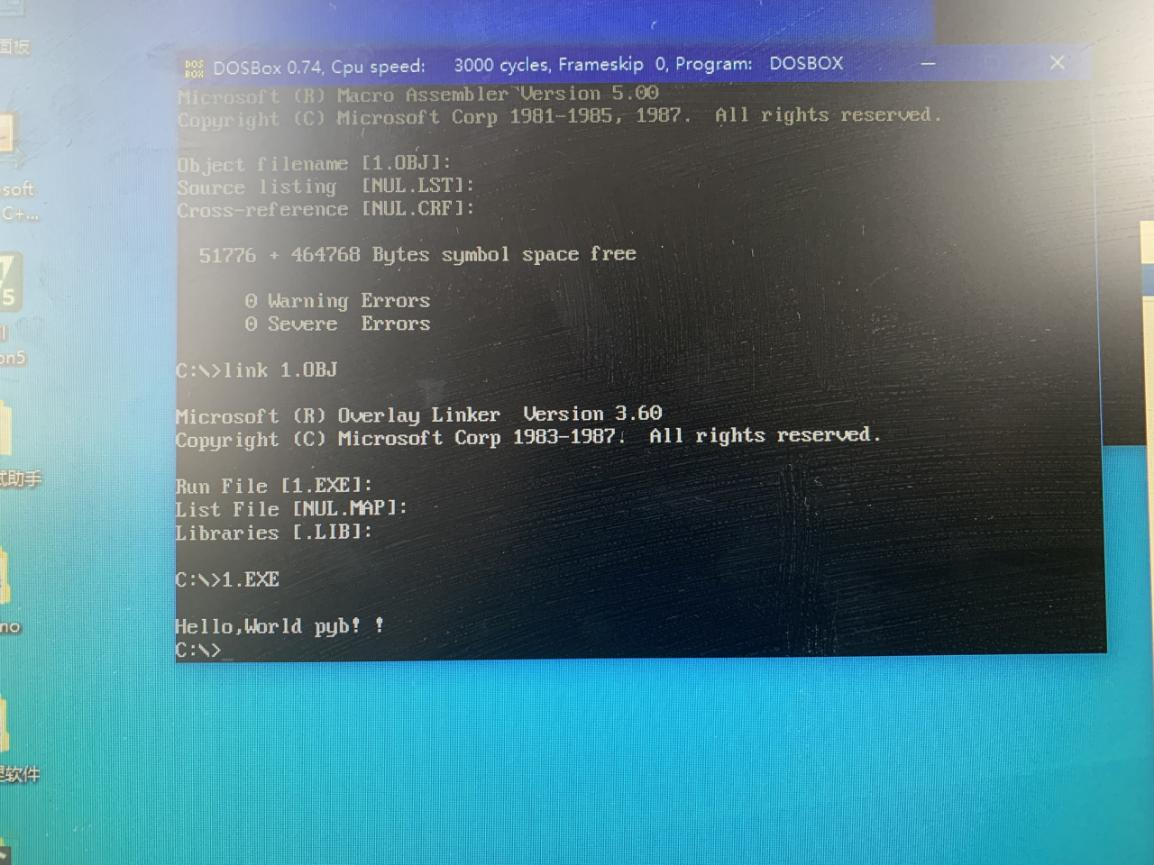 面板
soft
C+...
on5
试助手
no
软件
DOSBox 0.74, Cpu speed: 3000 cycles, Frameskip 0, Program: DOSBOX
Microsoft (R) Macro Assembler Version 5.00
Copyright (C) Microsoft Corp 1981-1985, 1987. All rights reserved.
Object filename [1.OBJ]:
Source listing [NUL.LST]:
Cross-reference [NUL.CRF]:
51776 + 464768 Bytes symbol space free
0 Warning Errors
0 Severe Errors
C:\>link 1.OBJ
Microsoft (R) Overlay Linker Version 3.60
Copyright (C) Microsoft Corp 1983-1987. All rights reserved.
Run File [1.EXE]:
List File [NUL.MAP]:
Libraries [.LIB]:
C:\>1.EXE
Hello,World pyb! !
C:\>_